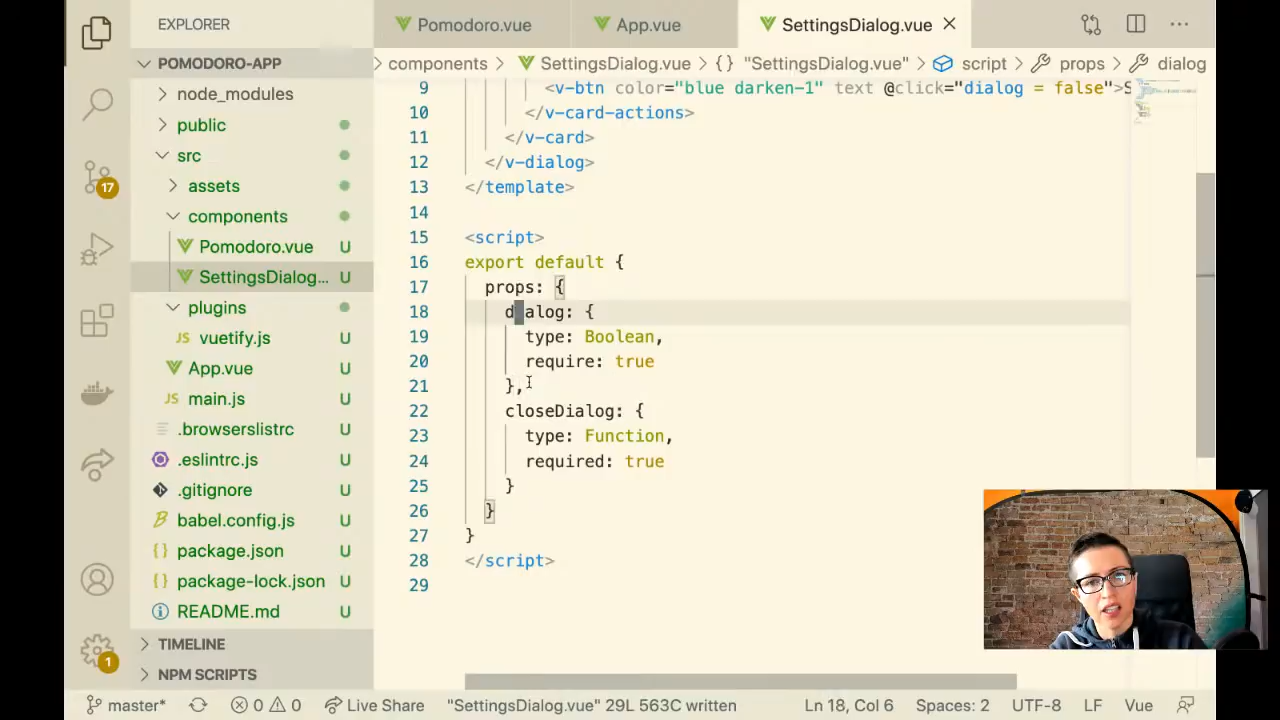 EXPLORER
POMODORO-APP
node_modules
public
src
assets
components
Pomodoro.vue U
SettingsDialog... U
plugins
JS vuetify.js U
App.vue U
JS main.js U
.browserslistrc U
.eslintrc.js U
.gitignore U
babel.config.js U
{} package.json U
{} package-lock.json U
README.md U
TIMELINE
NPM SCRIPTS
17
1
Pomodoro.vue
App.vue
SettingsDialog.vue
components > SettingsDialog.vue > {} "SettingsDialog.vue" > script > props > dialog
9 <v-btn color="blue darken-1" text @click="dialog = false">S
10 </v-card-actions>
11 </v-card>
12 </v-dialog>
13 </template>
14
15 <script>
16 export default {
17 props: {
18 dialog: {
19 type: Boolean,
20 require: true
21 },
22 closeDialog: {
23 type: Function,
24 required: true
25 }
26 }
27 }
28 </script>
29
master* 0 0 Live Share "SettingsDialog.vue" 29L 563C written Ln 18, Col 6 Spaces: 2 UTF-8 LF Vue